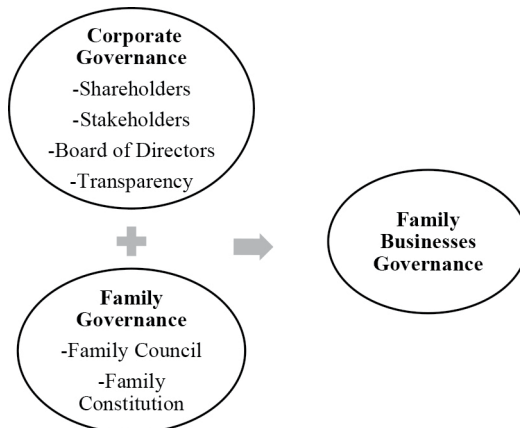 Corporate
Governance
-Shareholders
-Stakeholders
-Board of Directors
-Transparency
Family
Governance
-Family Council
-Family
Constitution
Family
Businesses
Governance